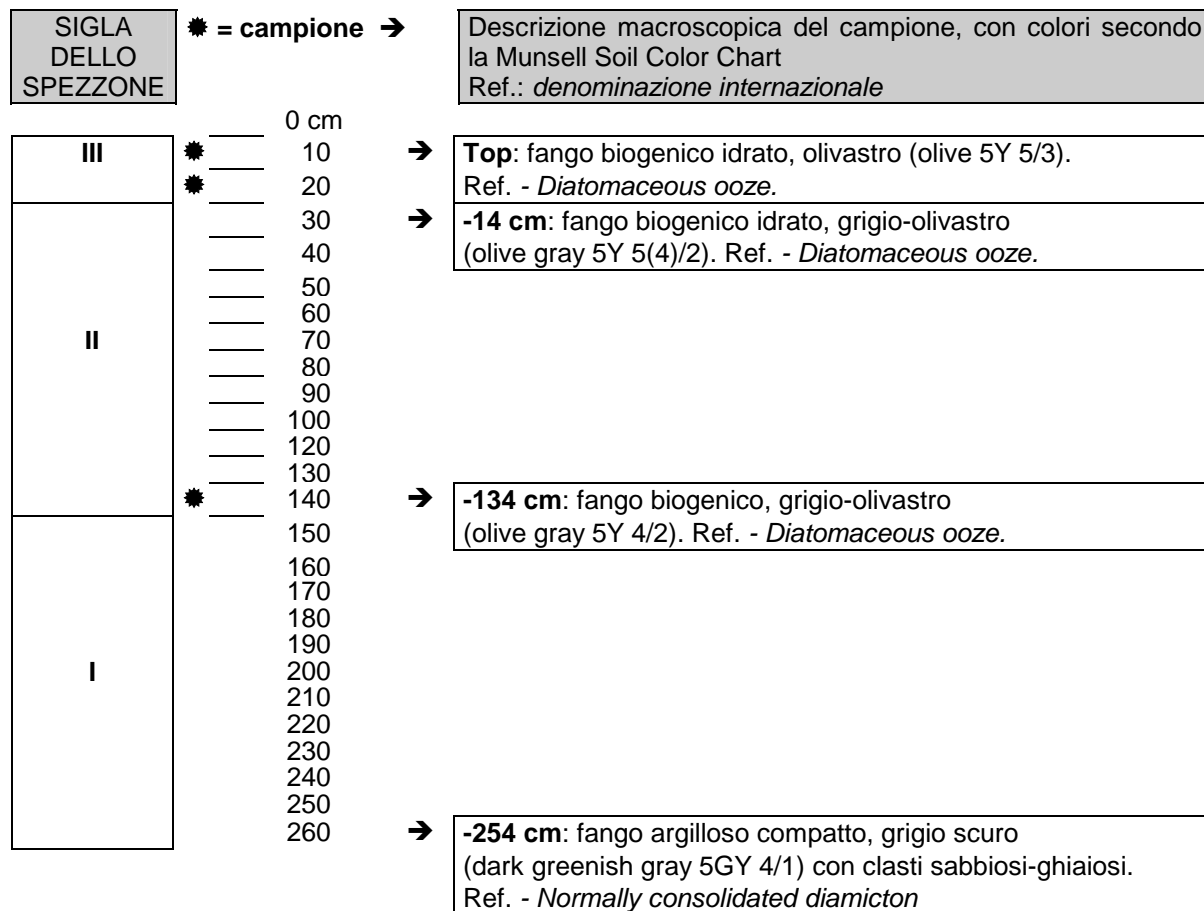 SIGLA
DELLO
SPEZZONE
✹ = campione ➔
Descrizione macroscopica del campione, con colori secondo
la Munsell Soil Color Chart
Ref.: denominazione internazionale
0 cm
III
10
➔
Top: fango biogenico idrato, olivastro (olive 5Y 5/3).
20
Ref. - Diatomaceous ooze.
30
➔
-14 cm: fango biogenico idrato, grigio-olivastro
40
(olive gray 5Y 5(4)/2). Ref. - Diatomaceous ooze.
50
60
II
70
80
90
100
120
130
140
➔
-134 cm: fango biogenico, grigio-olivastro
150
(olive gray 5Y 4/2). Ref. - Diatomaceous ooze.
160
170
180
190
I
200
210
220
230
240
250
260
➔
-254 cm: fango argilloso compatto, grigio scuro
(dark greenish gray 5GY 4/1) con clasti sabbiosi-ghiaiosi.
Ref. - Normally consolidated diamicton